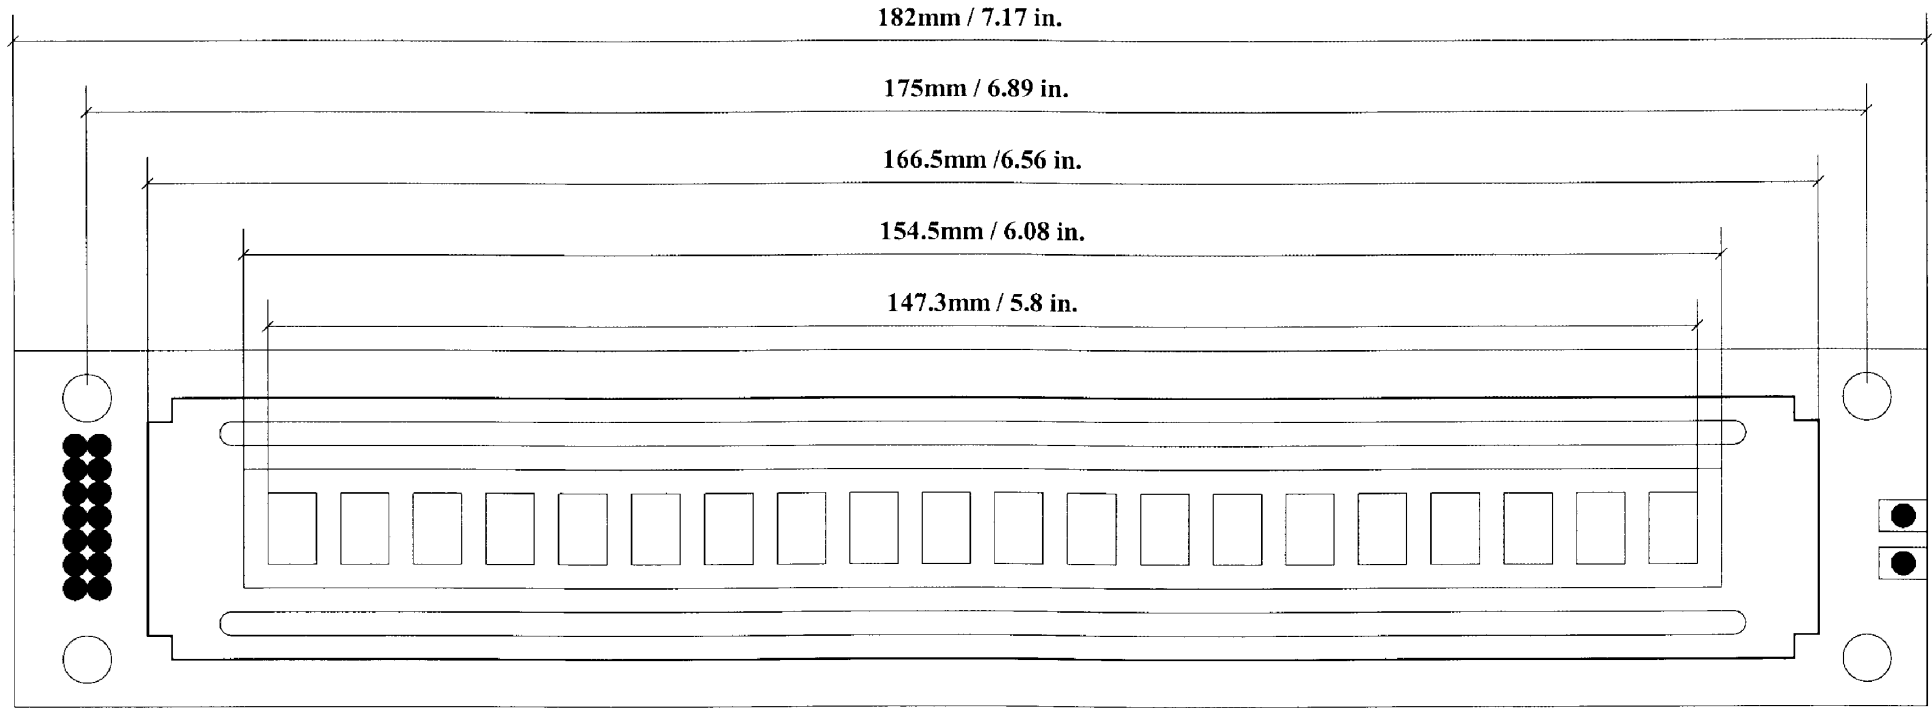 182mm / 7.17 in.
175mm / 6.89 in.
166.5mm /6.56 in.
154.5mm / 6.08 in.
147.3mm / 5.8 in.